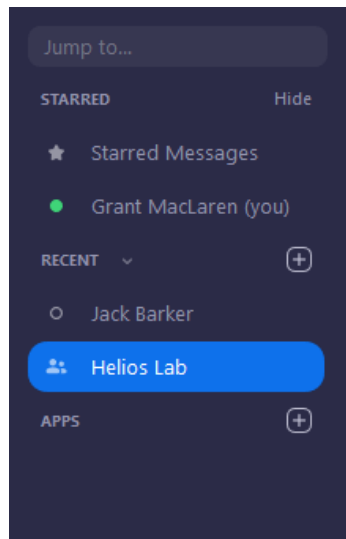 Jump to...
STARRED Hide
Starred Messages
Grant MacLaren (you)
RECENT
Jack Barker
Helios Lab
APPS